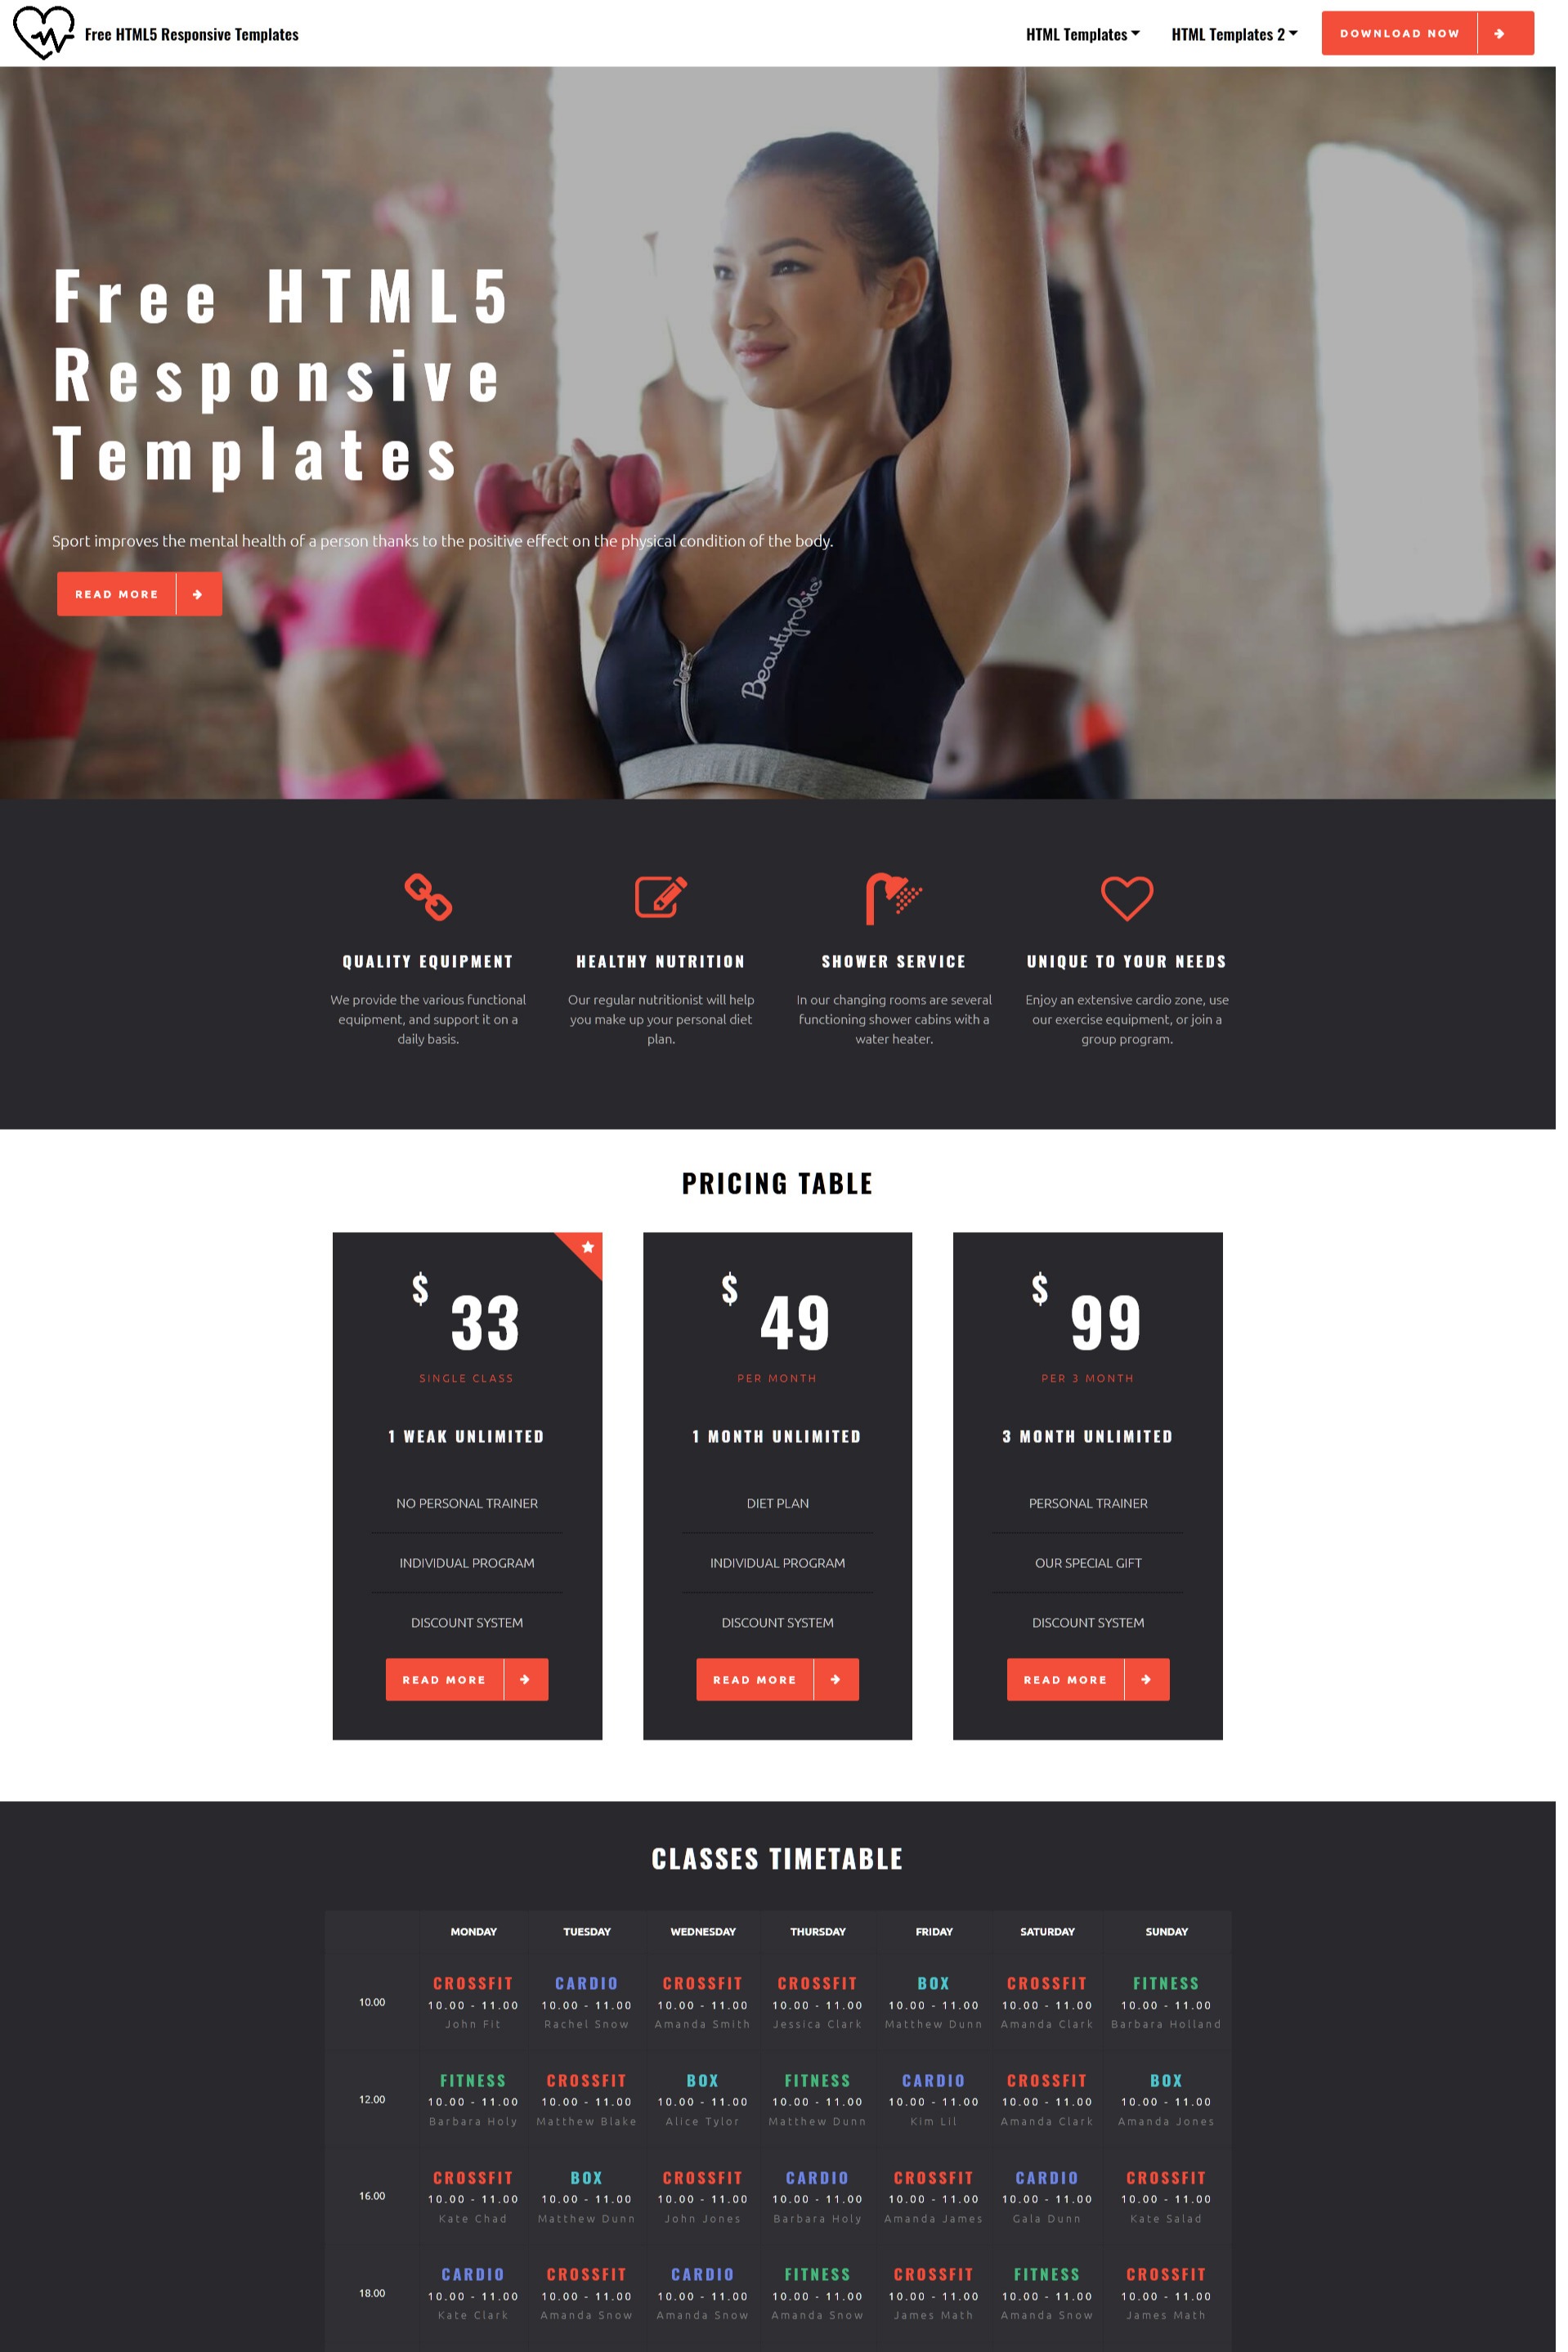 Free HTML5 Responsive Templates
HTML Templates
HTML Templates 2
DOWNLOAD NOW
Free HTML5
Responsive
Templates
Sport improves the mental health of a person thanks to the positive effect on the physical condition of the body.
READ MORE
Beautyrobic
QUALITY EQUIPMENT
We provide the various functional
equipment, and support it on a
daily basis.
HEALTHY NUTRITION
Our regular nutritionist will help
you make up your personal diet
plan.
SHOWER SERVICE
In our changing rooms are several
functioning shower cabins with a
water heater.
UNIQUE TO YOUR NEEDS
Enjoy an extensive cardio zone, use
our exercise equipment, or join a
group program.
PRICING TABLE
$ 33
SINGLE CLASS
1 WEAK UNLIMITED
NO PERSONAL TRAINER
INDIVIDUAL PROGRAM
DISCOUNT SYSTEM
READ MORE
$ 49
PER MONTH
1 MONTH UNLIMITED
DIET PLAN
INDIVIDUAL PROGRAM
DISCOUNT SYSTEM
READ MORE
$ 99
PER 3 MONTH
3 MONTH UNLIMITED
PERSONAL TRAINER
OUR SPECIAL GIFT
DISCOUNT SYSTEM
READ MORE
CLASSES TIMETABLE
MONDAY TUESDAY WEDNESDAY THURSDAY FRIDAY SATURDAY SUNDAY
CROSSFIT CARDIO CROSSFIT CROSSFIT BOX CROSSFIT FITNESS
10.00 10.00 - 11.00 10.00 - 11.00 10.00 - 11.00 10.00 - 11.00 10.00 - 11.00 10.00 - 11.00 10.00 - 11.00
John Fit Rachel Snow Amanda Smith Jessica Clark Matthew Dunn Amanda Clark Barbara Holland
FITNESS CROSSFIT BOX FITNESS CARDIO CROSSFIT BOX
12.00 10.00 - 11.00 10.00 - 11.00 10.00 - 11.00 10.00 - 11.00 10.00 - 11.00 10.00 - 11.00 10.00 - 11.00
Barbara Holy Matthew Blake Alice Tylor Matthew Dunn Kim Lil Amanda Clark Amanda Jones
CROSSFIT BOX CROSSFIT CARDIO CROSSFIT CARDIO CROSSFIT
16.00 10.00 - 11.00 10.00 - 11.00 10.00 - 11.00 10.00 - 11.00 10.00 - 11.00 10.00 - 11.00 10.00 - 11.00
Kate Chad Matthew Dunn John Jones Barbara Holy Amanda James Gala Dunn Kate Salad
CARDIO CROSSFIT CARDIO FITNESS CROSSFIT FITNESS CROSSFIT
18.00 10.00 - 11.00 10.00 - 11.00 10.00 - 11.00 10.00 - 11.00 10.00 - 11.00 10.00 - 11.00 10.00 - 11.00
Kate Clark Amanda Snow Amanda Snow Amanda Snow James Math Amanda Snow James Math